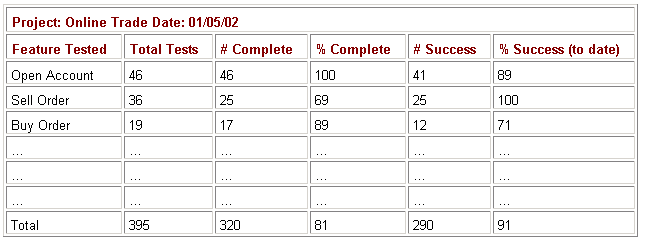 Project: Online Trade Date: 01/05/02
Feature Tested Total Tests # Complete % Complete # Success % Success (to date)
Open Account 46 46 100 41 89
Sell Order 36 25 69 25 100
Buy Order 19 17 89 12 71
... ... ... ... ... ...
... ... ... ... ... ...
... ... ... ... ... ...
Total 395 320 81 290 91